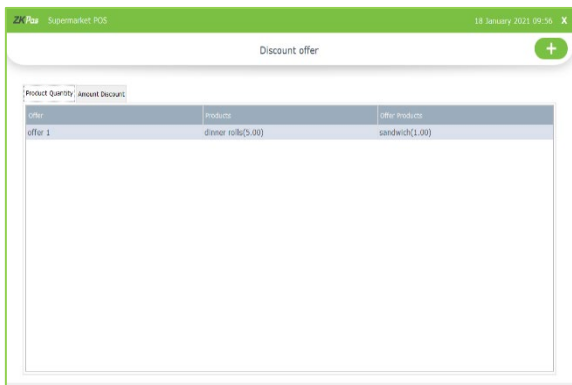 ZKPos Supermarket POS 18 January 2021 09:56 X
Discount offer +
Product Quantity Amount Discount
Offer Products Offer Products
offer 1 dinner rolls(5.00) sandwich(1.00)